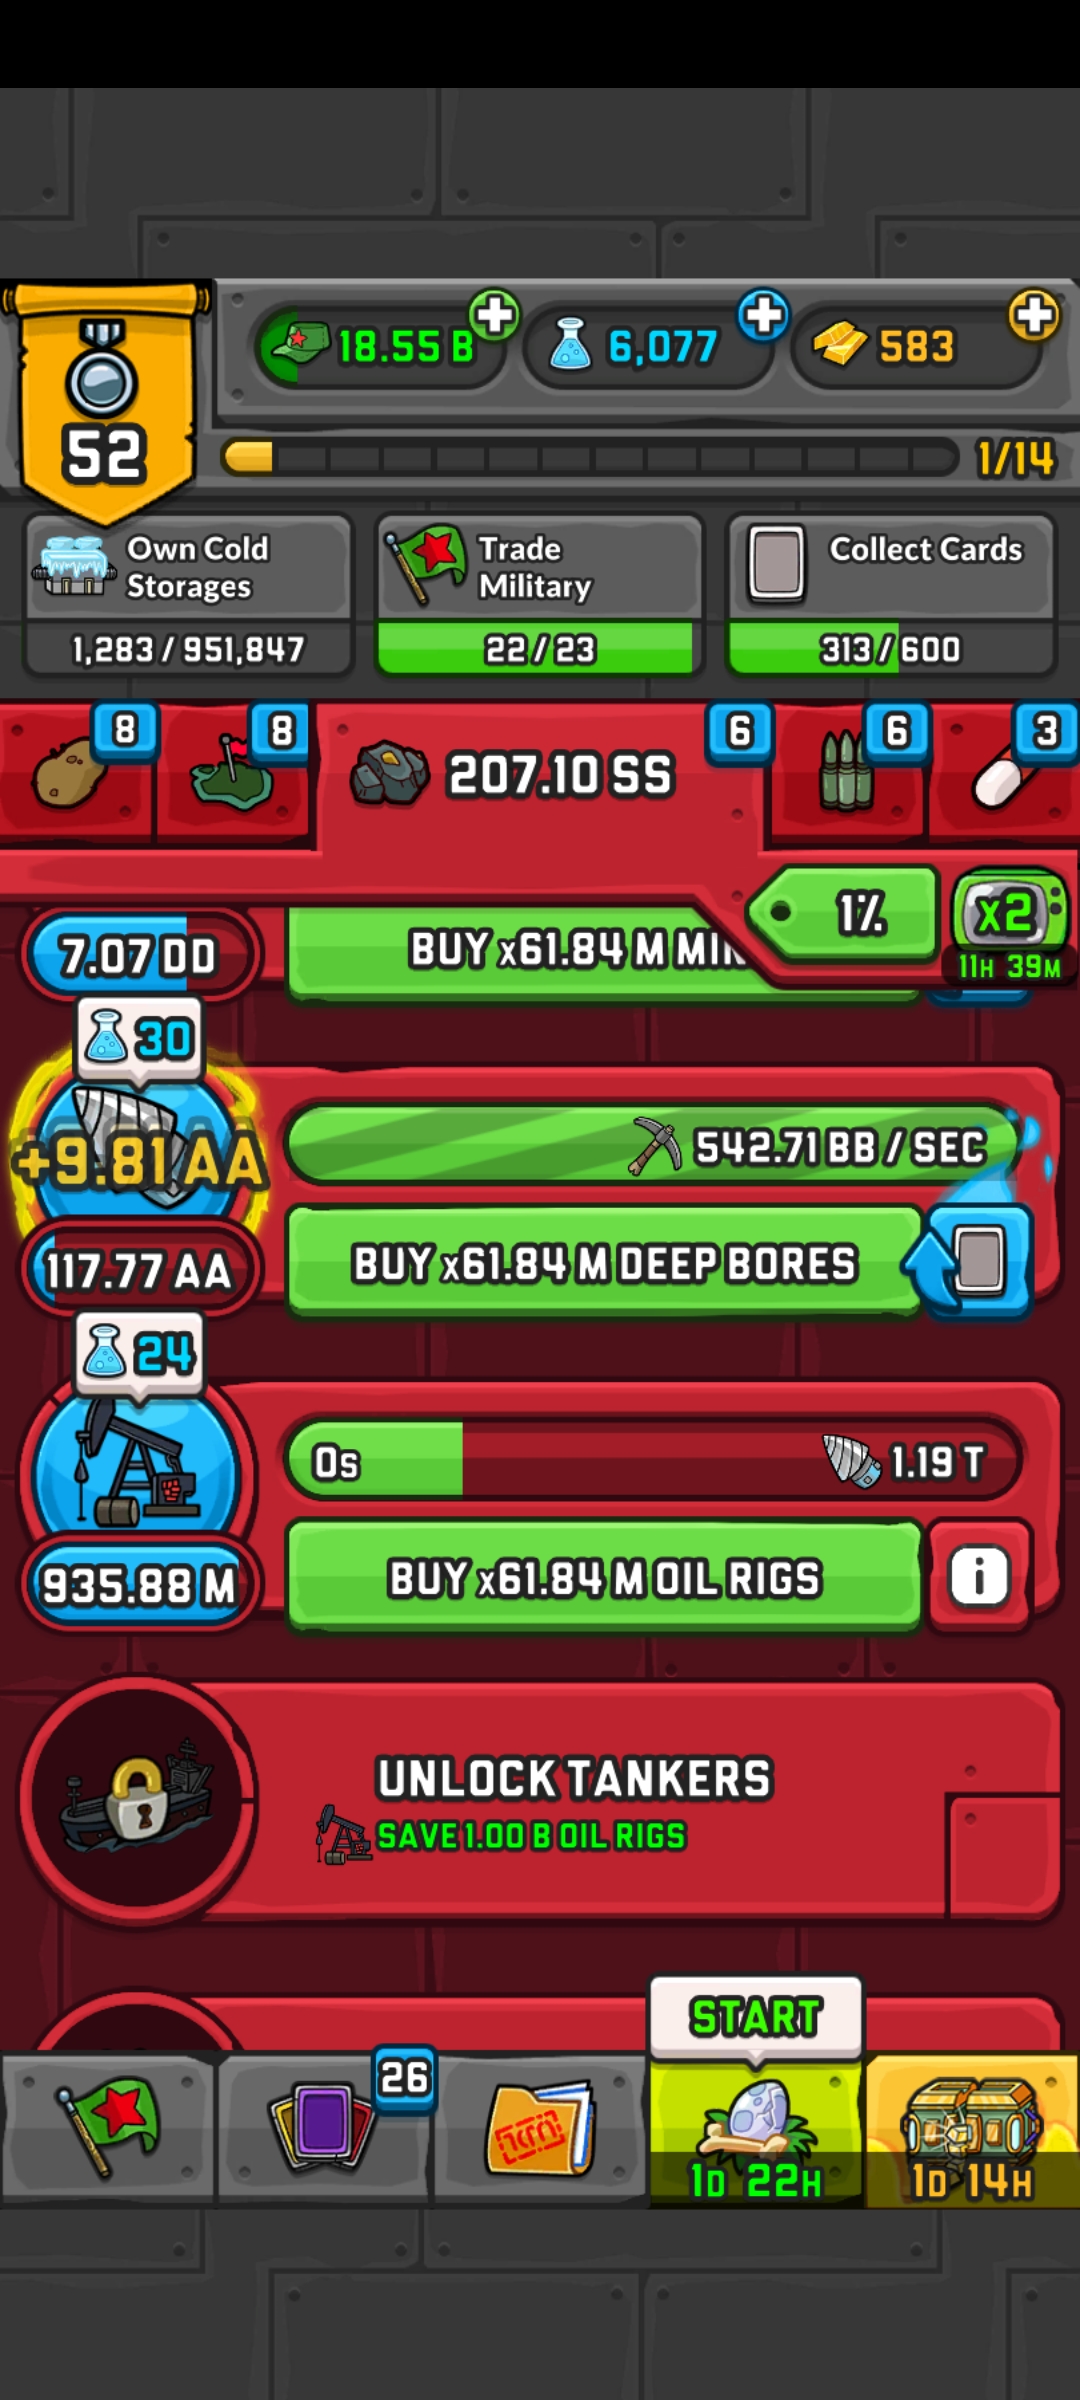 18.55 B
6,077
583
52
1/14
Own Cold
Storages
Trade
Military
Collect Cards
1,283 / 951,847
22 / 23
313 / 600
8
8
207.10 SS
6
6
3
1%
x2
11H 39M
7.07 DD
BUY x61.84 M MIN
30
+9.81 AA
542.71 BB / SEC
117.77 AA
BUY x61.84 M DEEP BORES
24
0s
1.19 T
935.88 M
BUY x61.84 M OIL RIGS
i
UNLOCK TANKERS
SAVE 1.00 B OIL RIGS
START
26
1D 22H
1D 14H